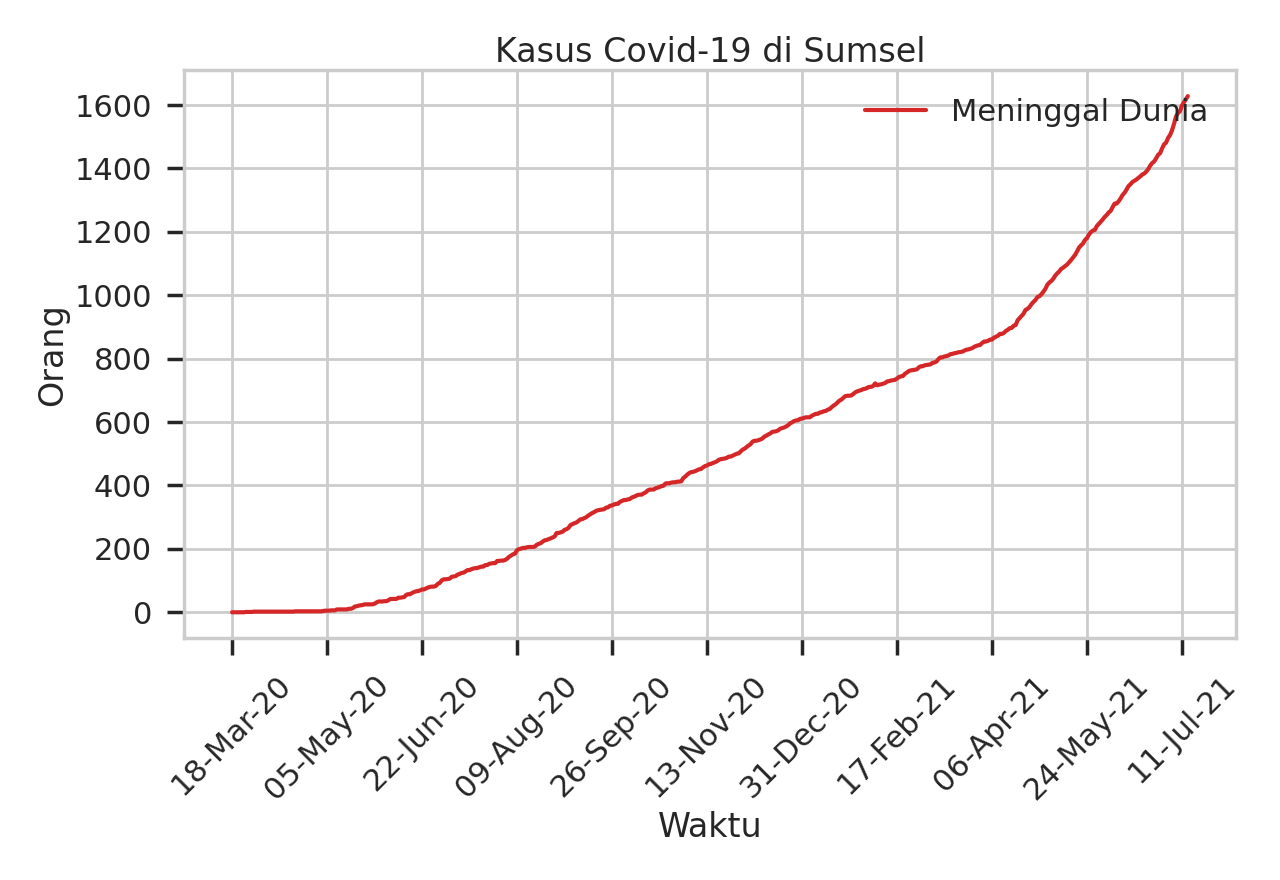 Kasus Covid-19 di Sumsel
Meninggal Dunia
1600
1400
1200
1000
800
600
400
200
0
Orang
18-Mar-20
05-May-20
22-Jun-20
09-Aug-20
26-Sep-20
13-Nov-20
31-Dec-20
17-Feb-21
06-Apr-21
24-May-21
11-Jul-21
Waktu